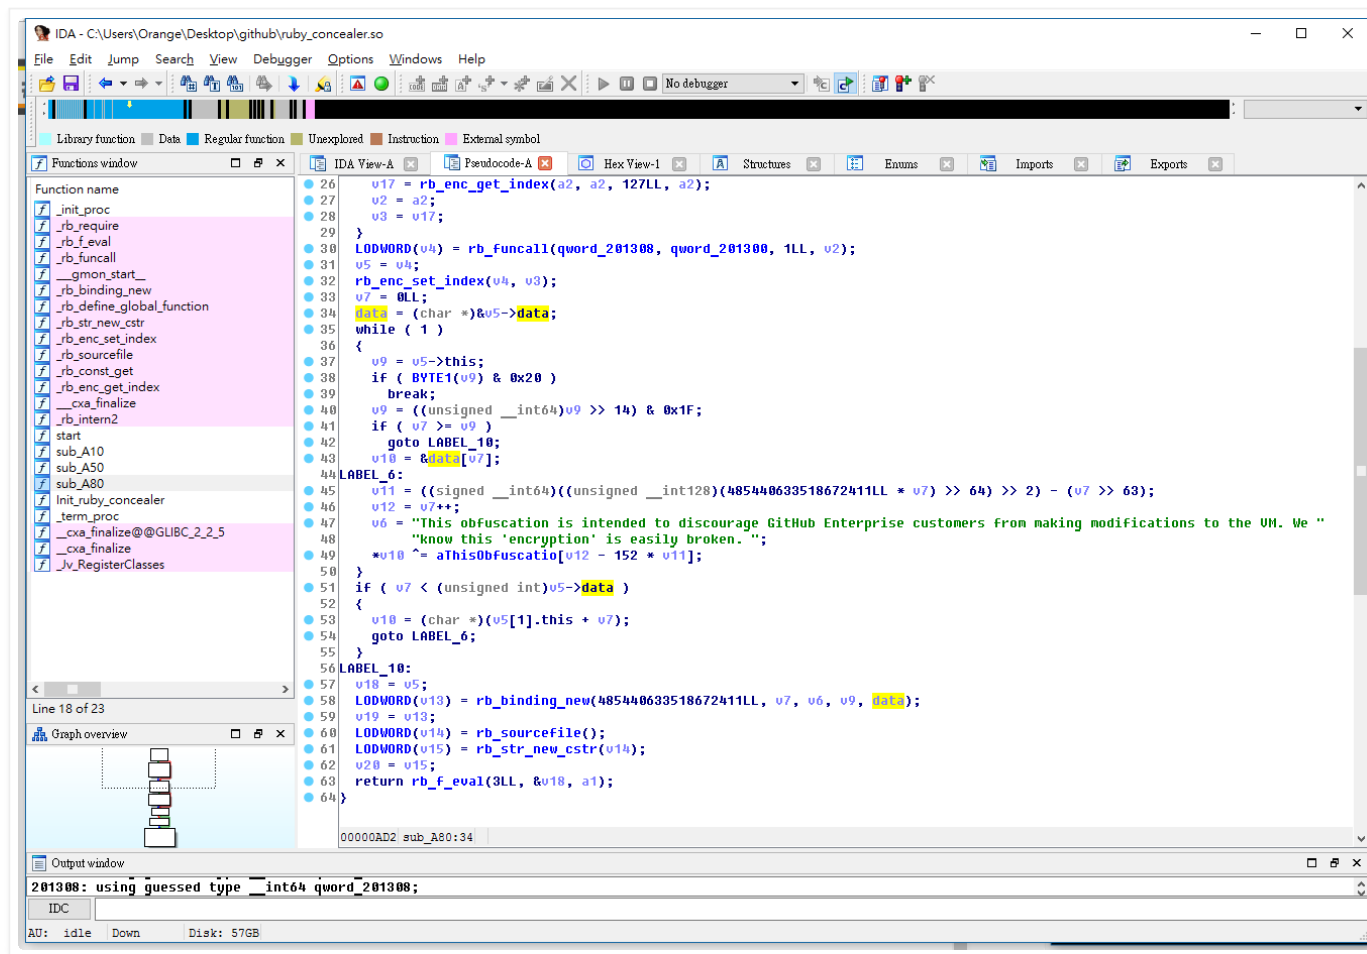 IDA - C:\Users\Orange\Desktop\github\ruby_concealer.so
File Edit Jump Search View Debugger Options Windows Help
No debugger
Library function Data Regular function Unexplored Instruction External symbol
Functions window
IDA View-A Pseudocode-A Hex View-1 Structures Enums Imports Exports
Function name
_init_proc
_rb_require
_rb_f_eval
_rb_funcall
__gmon_start__
_rb_binding_new
_rb_define_global_function
_rb_str_new_cstr
_rb_enc_set_index
_rb_sourcefile
_rb_const_get
_rb_enc_get_index
__cxa_finalize
_rb_intern2
start
sub_A10
sub_A50
sub_A80
Init_ruby_concealer
_term_proc
__cxa_finalize@@GLIBC_2_2_5
__cxa_finalize
_Jv_RegisterClasses
Line 18 of 23
Graph overview
26 v17 = rb_enc_get_index(a2, a2, 127LL, a2);
27 v2 = a2;
28 v3 = v17;
29 }
30 LODWORD(v4) = rb_funcall(qword_201308, qword_201300, 1LL, v2);
31 v5 = v4;
32 rb_enc_set_index(v4, v3);
33 v7 = 0LL;
34 data = (char *)&v5->data;
35 while ( 1 )
36 {
37 v9 = v5->this;
38 if ( BYTE1(v9) & 0x20 )
39 break;
40 v9 = ((unsigned __int64)v9 >> 14) & 0x1F;
41 if ( v7 >= v9 )
42 goto LABEL_10;
43 v10 = &data[v7];
44 LABEL_6:
45 v11 = ((signed __int64)((unsigned __int128)(485440633518672411LL * v7) >> 64) >> 2) - (v7 >> 63);
46 v12 = v7++;
47 v6 = "This obfuscation is intended to discourage GitHub Enterprise customers from making modifications to the VM. We "
48 "know this 'encryption' is easily broken. ";
49 *v10 ^= aThisObfuscatio[v12 - 152 * v11];
50 }
51 if ( v7 < (unsigned int)v5->data )
52 {
53 v10 = (char *)(v5[1].this + v7);
54 goto LABEL_6;
55 }
56 LABEL_10:
57 v18 = v5;
58 LODWORD(v13) = rb_binding_new(485440633518672411LL, v7, v6, v9, data);
59 v19 = v13;
60 LODWORD(v14) = rb_sourcefile();
61 LODWORD(v15) = rb_str_new_cstr(v14);
62 v20 = v15;
63 return rb_f_eval(3LL, &v18, a1);
64 }
00000AD2 sub_A80:34
Output window
201308: using guessed type __int64 qword_201308;
IDC
AU: idle Down Disk: 57GB